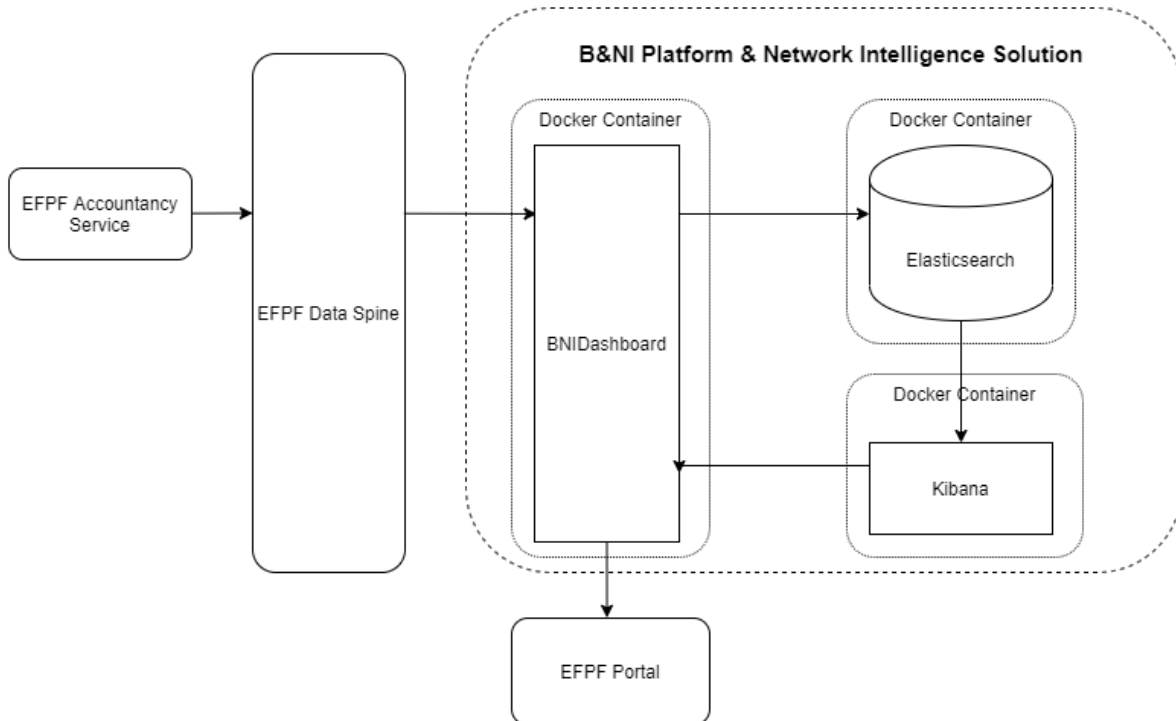 B&NI Platform & Network Intelligence Solution
Docker Container
Docker Container
EFPF Accountancy
Service
Elasticsearch
EFPF Data Spine
BNIDashboard
Docker Container
Kibana
EFPF Portal